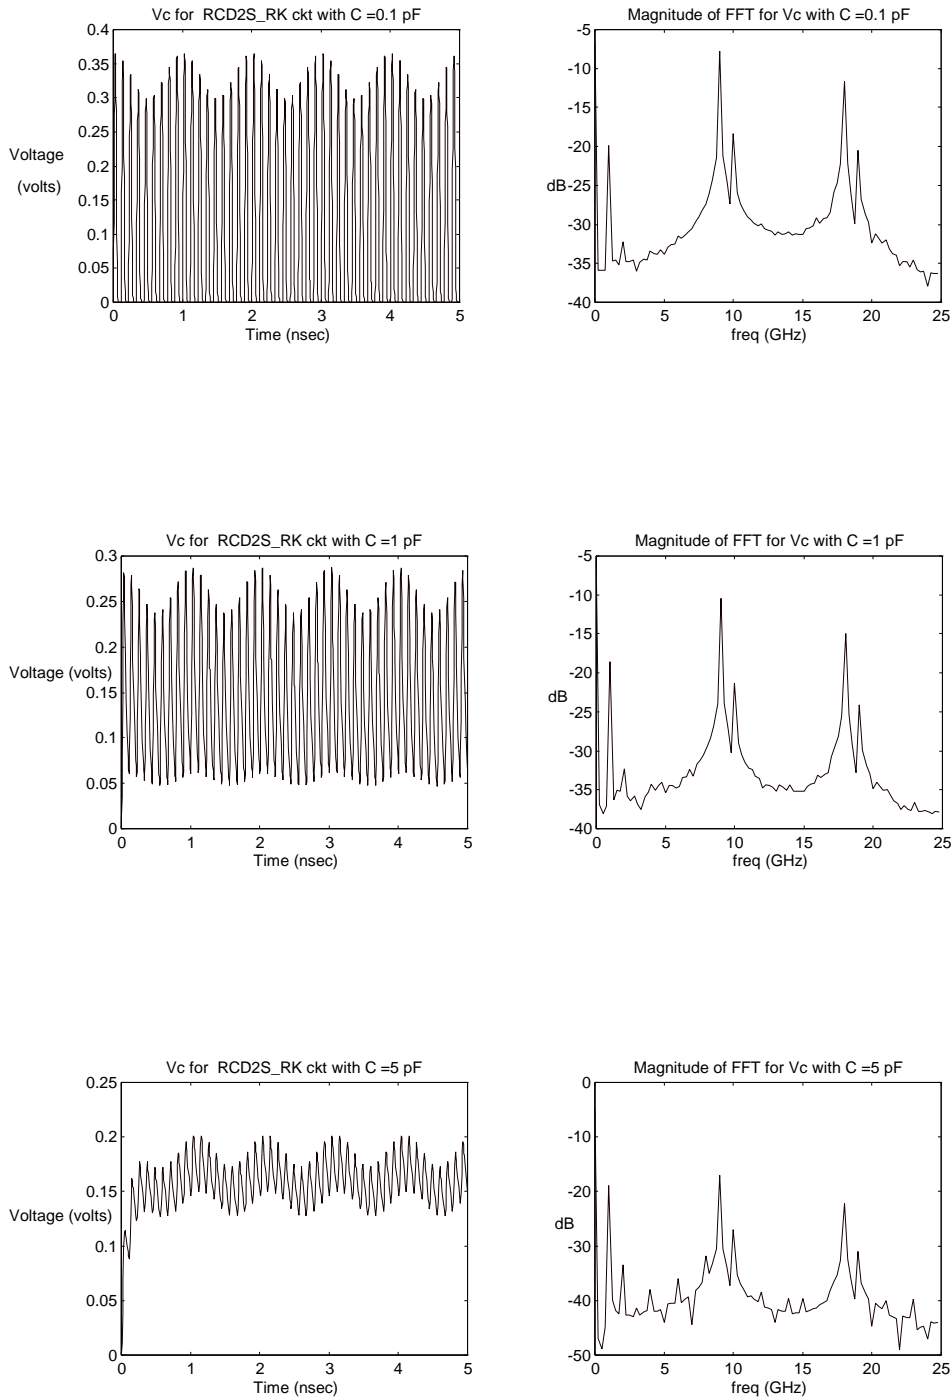 Vc for  RCD2S_RK ckt with C =0.1 pF
0.4
0.35
0.3
0.25
0.2
0.15
0.1
0.05
0
Voltage
(volts)
0 1 2 3 4 5
Time (nsec)
Magnitude of FFT for Vc with C =0.1 pF
-5
-10
-15
-20
-25
-30
-35
-40
dB
0 5 10 15 20 25
freq (GHz)
Vc for  RCD2S_RK ckt with C =1 pF
0.3
0.25
0.2
0.15
0.1
0.05
0
Voltage (volts)
0 1 2 3 4 5
Time (nsec)
Magnitude of FFT for Vc with C =1 pF
-5
-10
-15
-20
-25
-30
-35
-40
dB
0 5 10 15 20 25
freq (GHz)
Vc for  RCD2S_RK ckt with C =5 pF
0.25
0.2
0.15
0.1
0.05
0
Voltage (volts)
0 1 2 3 4 5
Time (nsec)
Magnitude of FFT for Vc with C =5 pF
0
-10
-20
-30
-40
-50
dB
0 5 10 15 20 25
freq (GHz)